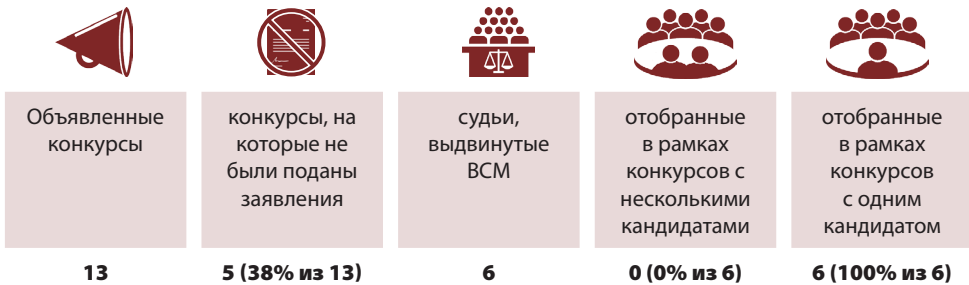 Объявленные
конкурсы
конкурсы, на
которые не
были поданы
заявления
судьи,
выдвинутые
ВСМ
отобранные
в рамках
конкурсов с
несколькими
кандидатами
отобранные
в рамках
конкурсов
с одним
кандидатом
13
5 (38% из 13)
6
0 (0% из 6)
6 (100% из 6)